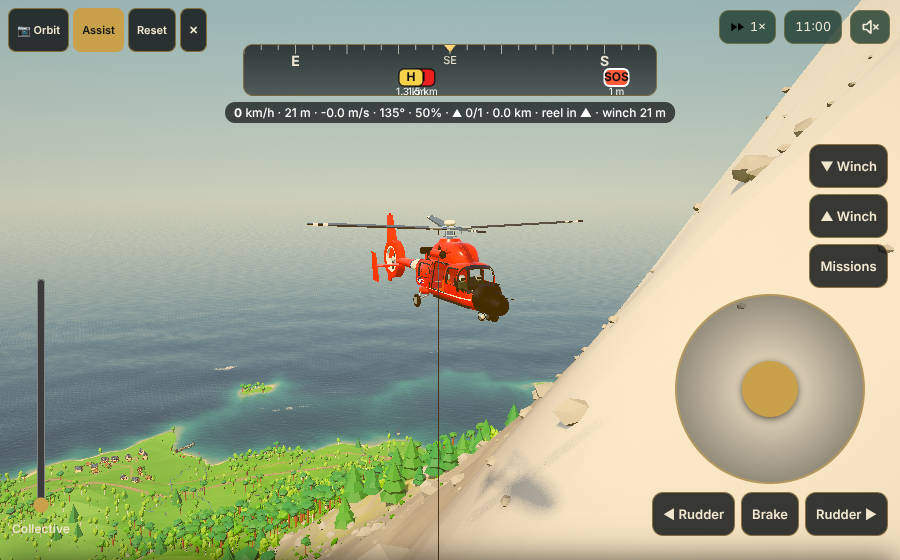 Orbit
Assist
Reset
×
1×
11:00
E
SE
S
H
SOS
1 m
0 km/h · 21 m · -0.0 m/s · 135° · 50% · ▲ 0/1 · 0.0 km · reel in ▲ · winch 21 m
▼ Winch
▲ Winch
Missions
Collective
◀ Rudder
Brake
Rudder ▶